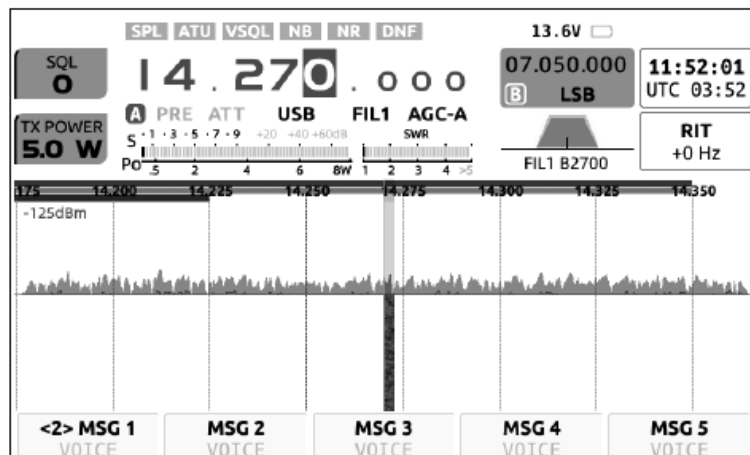 SPL ATU VSQL NB NR DNF 13.6V
SQL
0
14.270.000
07.050.000
B LSB
11:52:01
UTC 03:52
A PRE ATT USB FIL1 AGC-A
TX POWER
5.0 W
S 1 3 5 7 9 +20 +40 +60dB SWR
Po .5 2 4 6 8W 1 2 3 4 >5
FIL1 B2700
RIT
+0 Hz
175 14.200 14.225 14.250 14.275 14.300 14.325 14.350
-125dBm
<2> MSG 1 MSG 2 MSG 3 MSG 4 MSG 5
VOICE VOICE VOICE VOICE VOICE